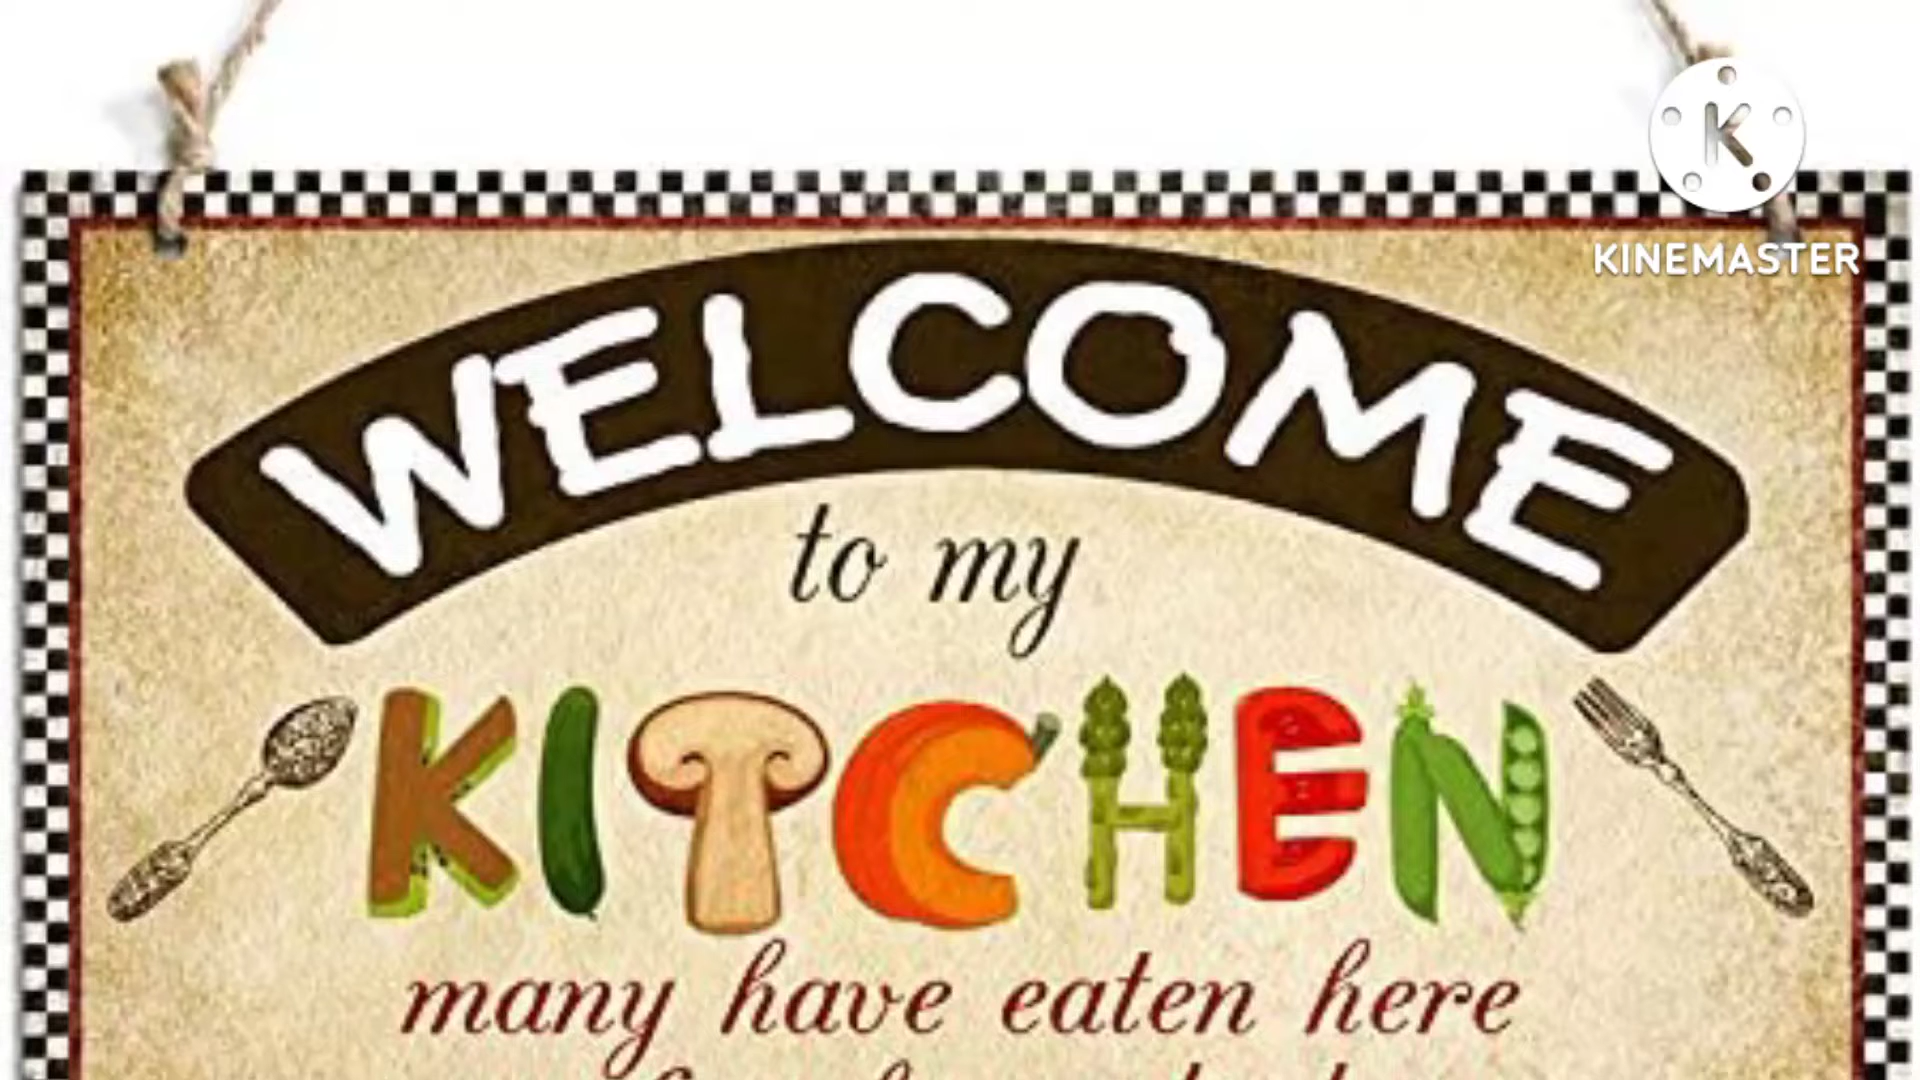 K
KINEMASTER
WELCOME
to my
KITCHEN
many have eaten here